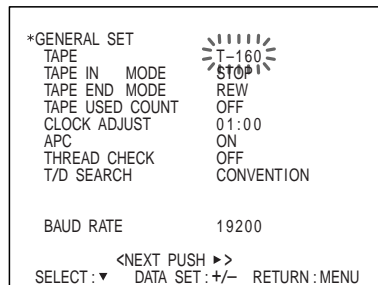 *GENERAL SET
TAPE T–160
TAPE IN MODE STOP
TAPE END MODE REW
TAPE USED COUNT OFF
CLOCK ADJUST 01:00
APC ON
THREAD CHECK OFF
T/D SEARCH CONVENTION
BAUD RATE 19200
<NEXT PUSH ►>
SELECT:▼ DATA SET:+/– RETURN:MENU